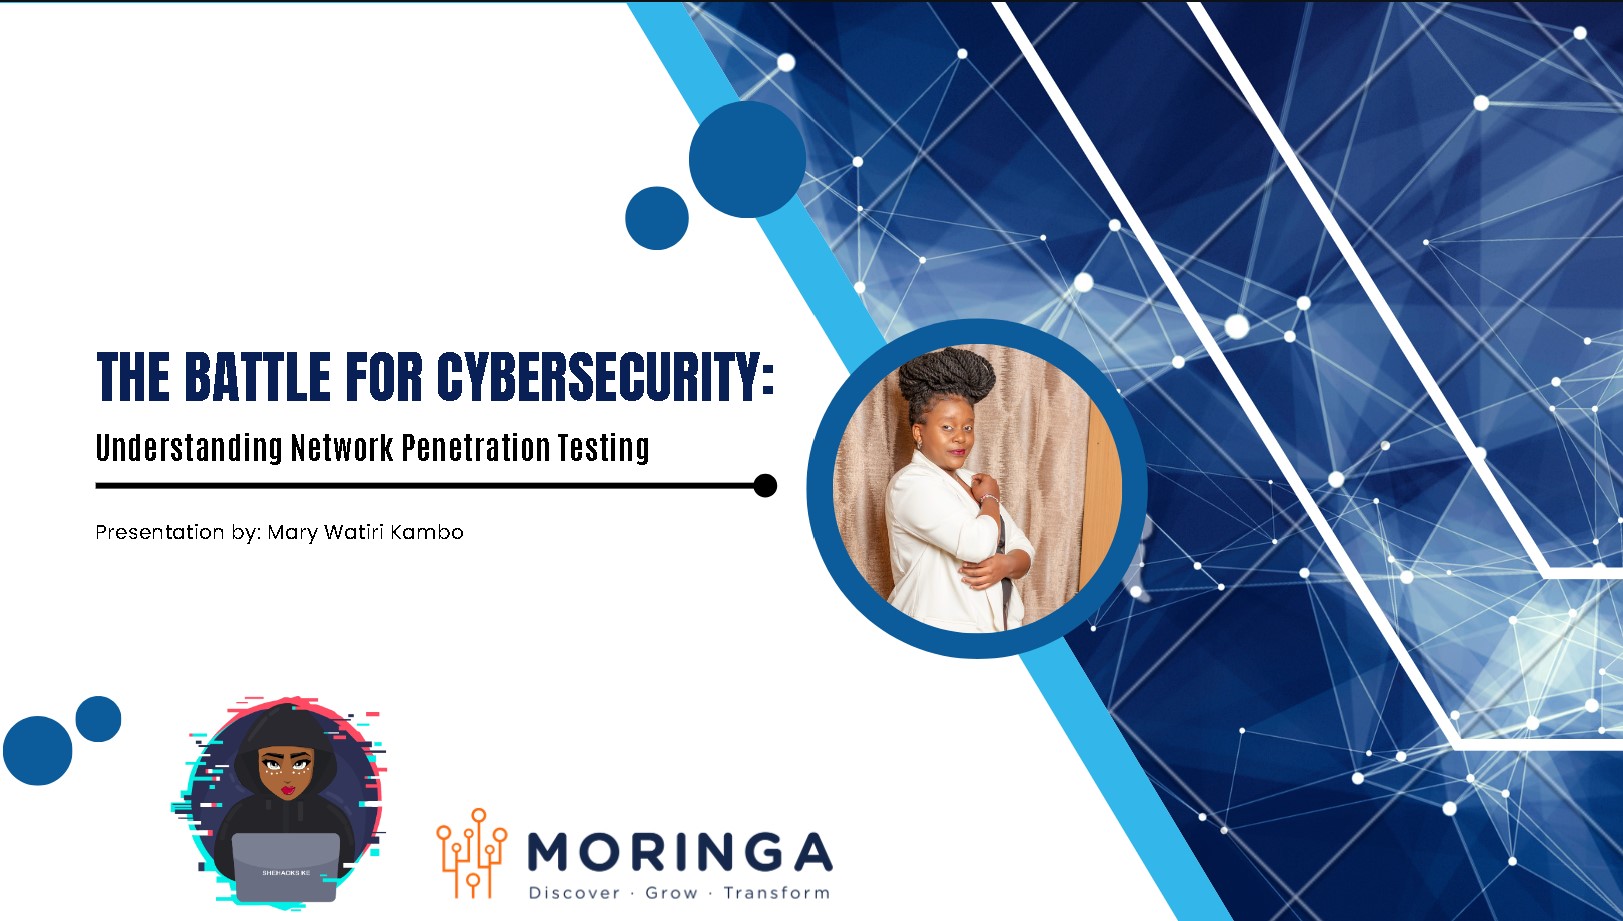 THE BATTLE FOR CYBERSECURITY:
Understanding Network Penetration Testing
Presentation by: Mary Watiri Kambo
SHEHACKS KE
MORINGA
Discover · Grow · Transform